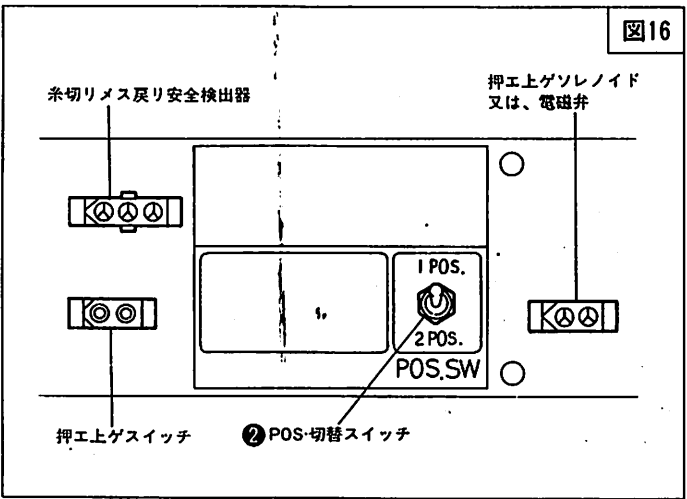 図16
糸切リメス戻リ安全検出器
押エ上ゲソレノイド
又は、電磁弁
1 POS.
2 POS.
POS.SW
押エ上ゲスイッチ
❷ POS·切替スイッチ